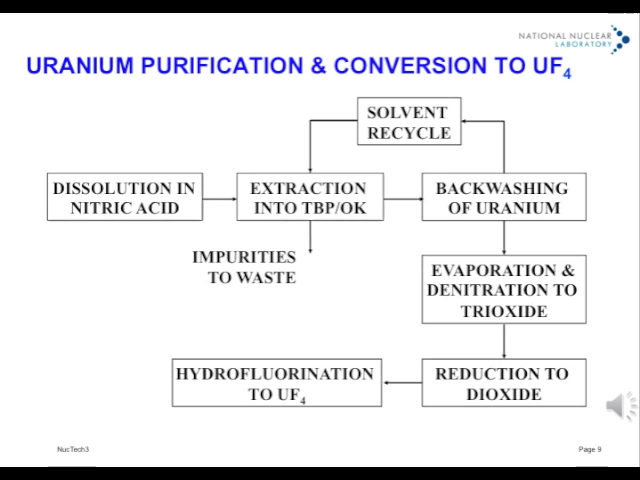 NATIONAL NUCLEAR
LABORATORY
URANIUM PURIFICATION & CONVERSION TO UF₄
SOLVENT
RECYCLE
DISSOLUTION IN
NITRIC ACID
EXTRACTION
INTO TBP/OK
BACKWASHING
OF URANIUM
IMPURITIES
TO WASTE
EVAPORATION &
DENITRATION TO
TRIOXIDE
HYDROFLUORINATION
TO UF₄
REDUCTION TO
DIOXIDE
NucTech3
Page 9